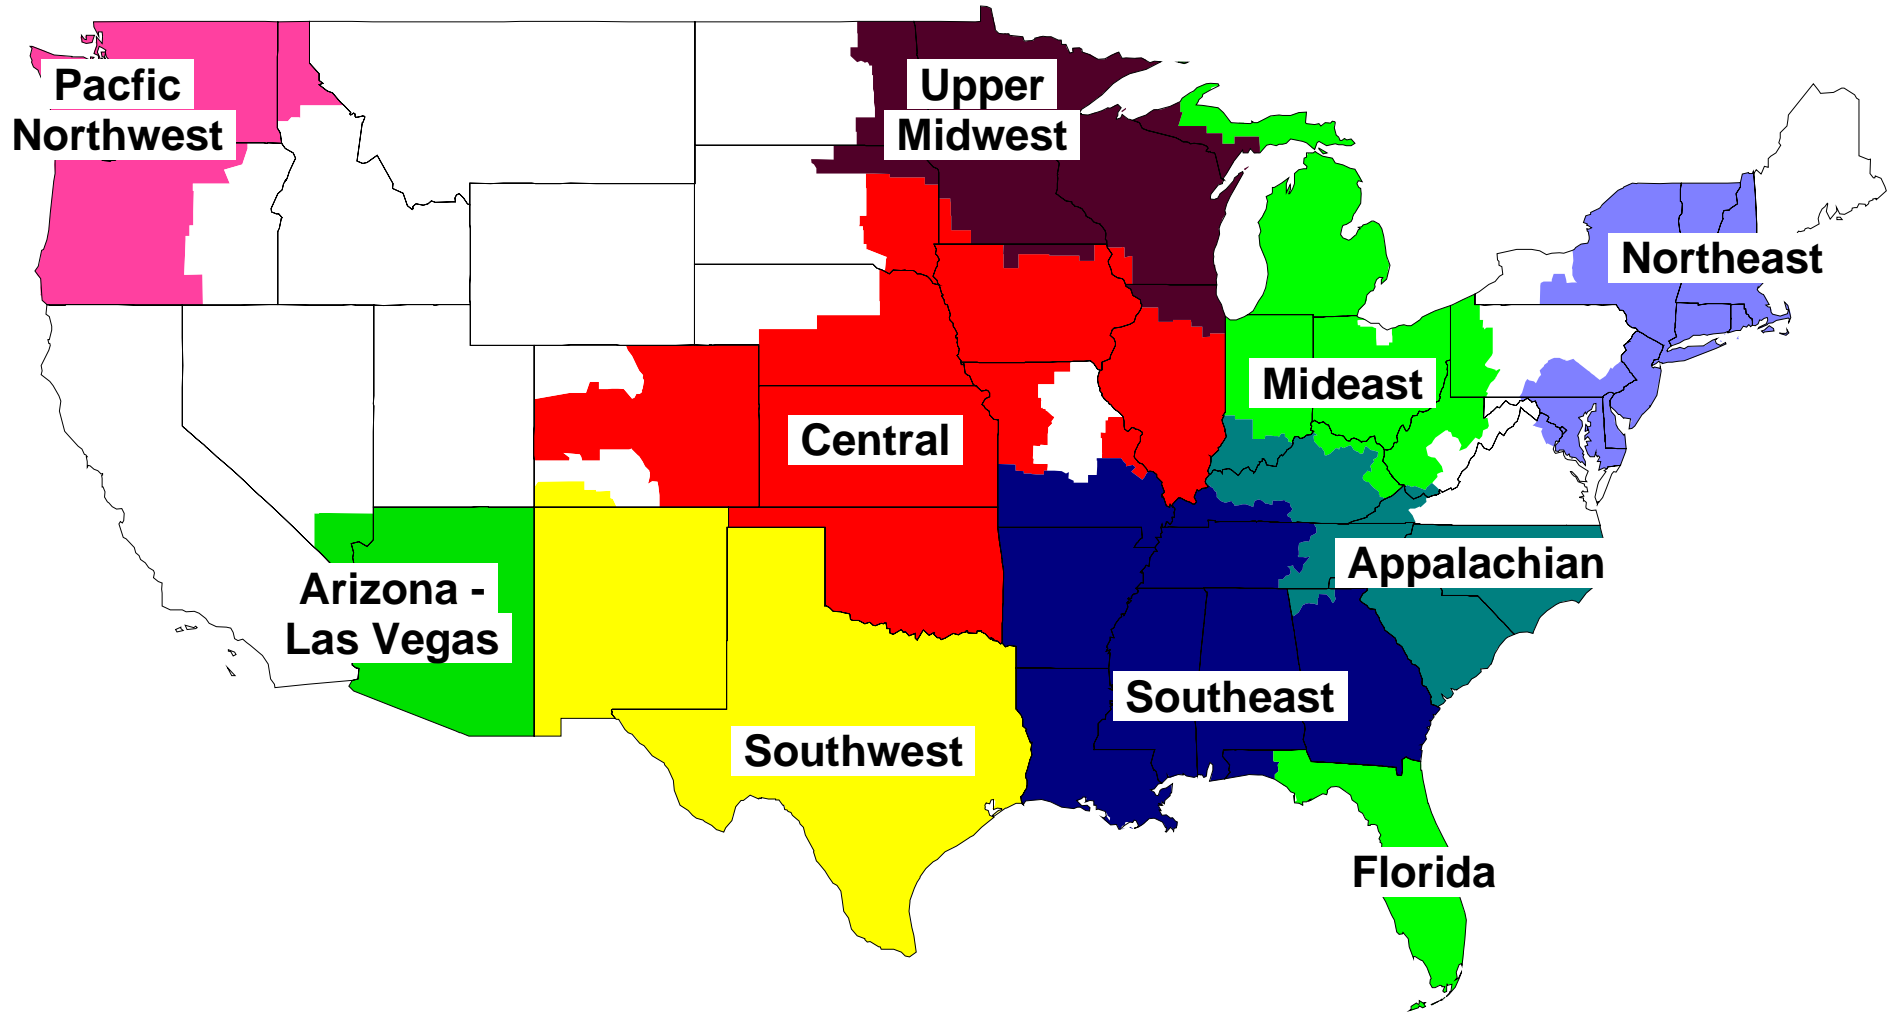 Pacfic
Northwest
Upper
Midwest
Northeast
Mideast
Central
Appalachian
Arizona -
Las Vegas
Southeast
Southwest
Florida